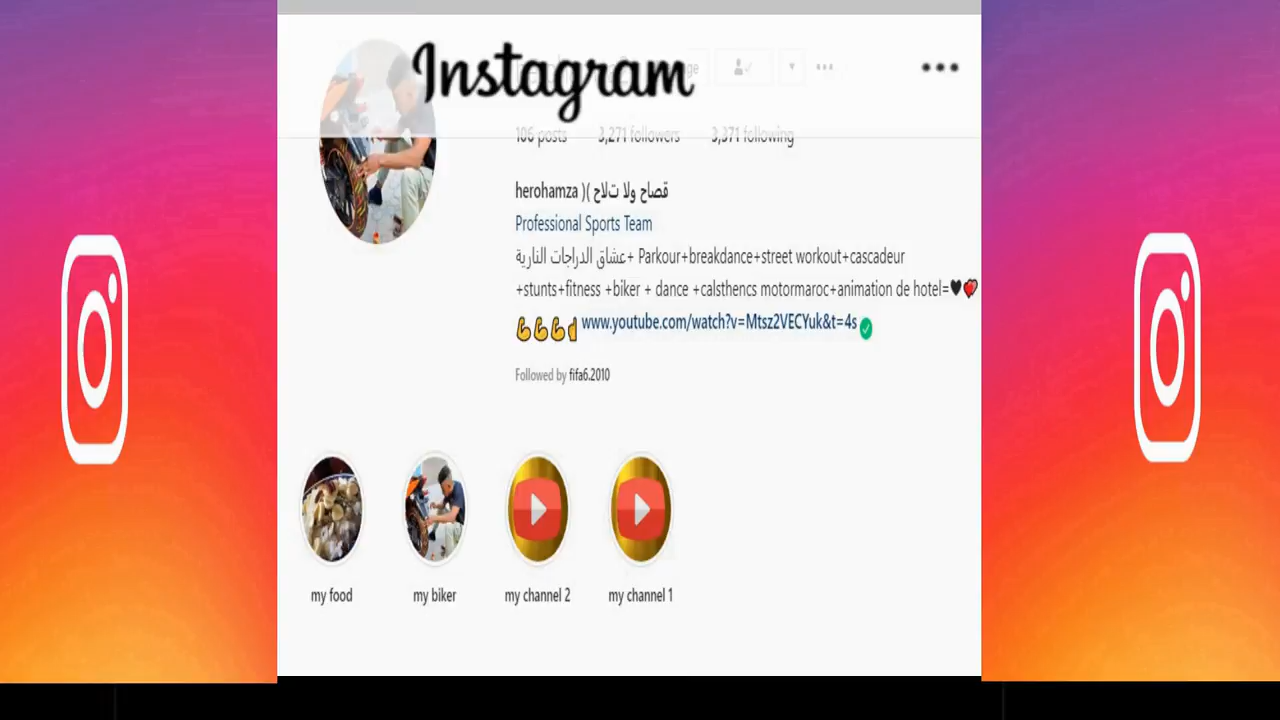 Instagram
106 posts 3,271 followers 3,371 following
herohamza )( قصاح ولا تلاح
Professional Sports Team
عشاق الدراجات النارية+ Parkour+breakdance+street workout+cascadeur
+stunts+fitness +biker + dance +calsthencs motormaroc+animation de hotel=♥💘
💪💪💪☝www.youtube.com/watch?v=Mtsz2VECYuk&t=4s
Followed by fifa6.2010
my food my biker my channel 2 my channel 1